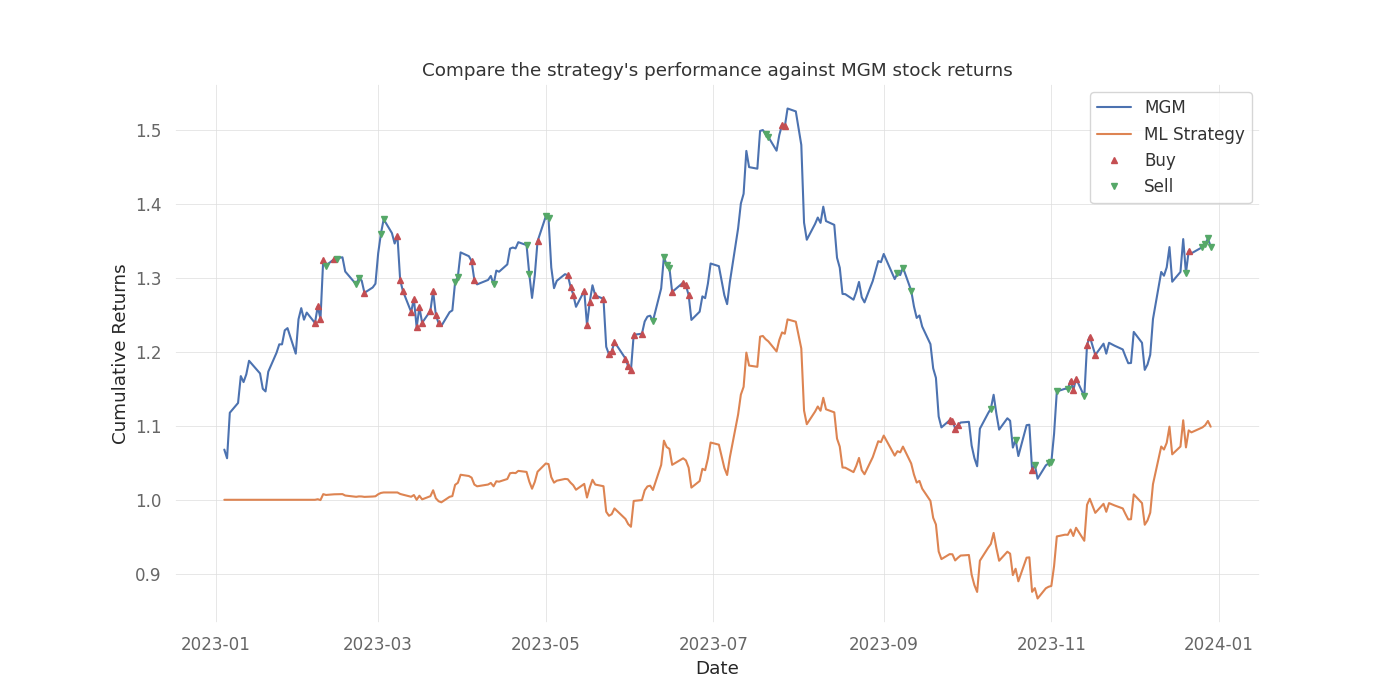 Compare the strategy's performance against MGM stock returns
MGM
ML Strategy
Buy
Sell
1.5
1.4
1.3
1.2
1.1
1.0
0.9
Cumulative Returns
2023-01
2023-03
2023-05
2023-07
2023-09
2023-11
2024-01
Date